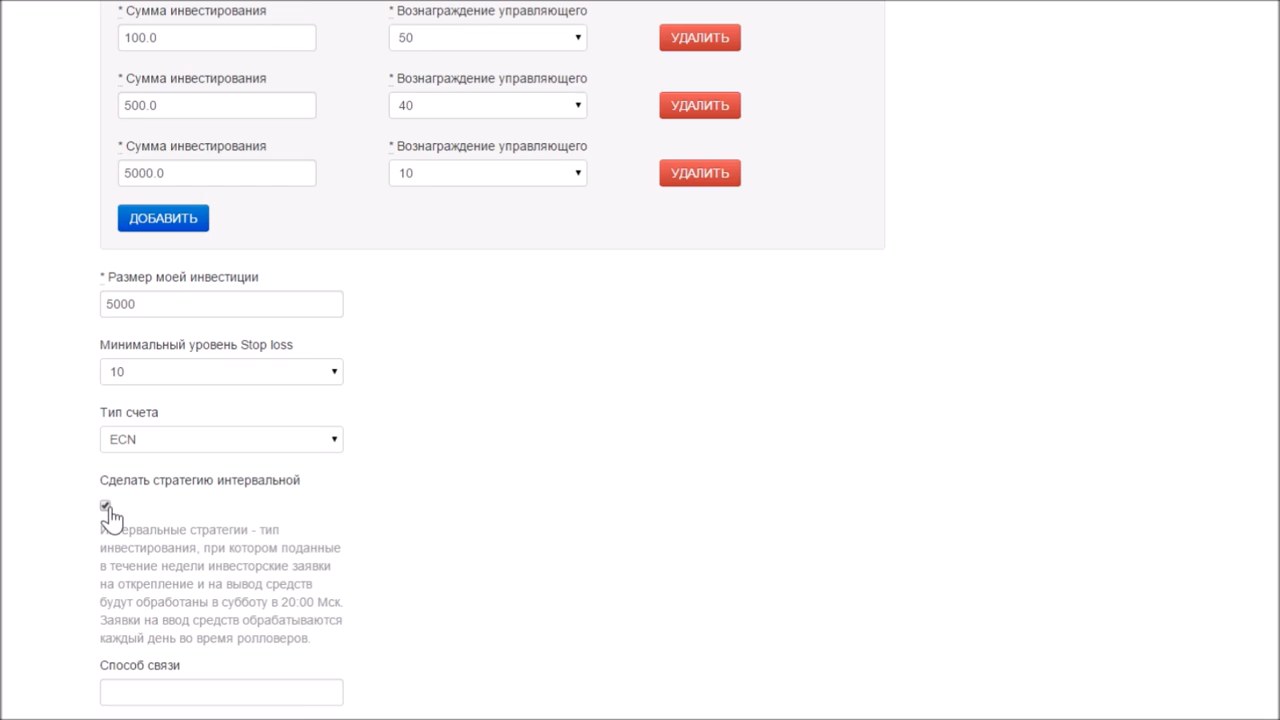 * Сумма инвестирования * Вознаграждение управляющего
100.0 50 УДАЛИТЬ
* Сумма инвестирования * Вознаграждение управляющего
500.0 40 УДАЛИТЬ
* Сумма инвестирования * Вознаграждение управляющего
5000.0 10 УДАЛИТЬ
ДОБАВИТЬ
* Размер моей инвестиции
5000
Минимальный уровень Stop loss
10
Тип счета
ECN
Сделать стратегию интервальной
Интервальные стратегии - тип
инвестирования, при котором поданные
в течение недели инвесторские заявки
на открепление и на вывод средств
будут обработаны в субботу в 20:00 Мск.
Заявки на ввод средств обрабатываются
каждый день во время ролловеров.
Способ связи